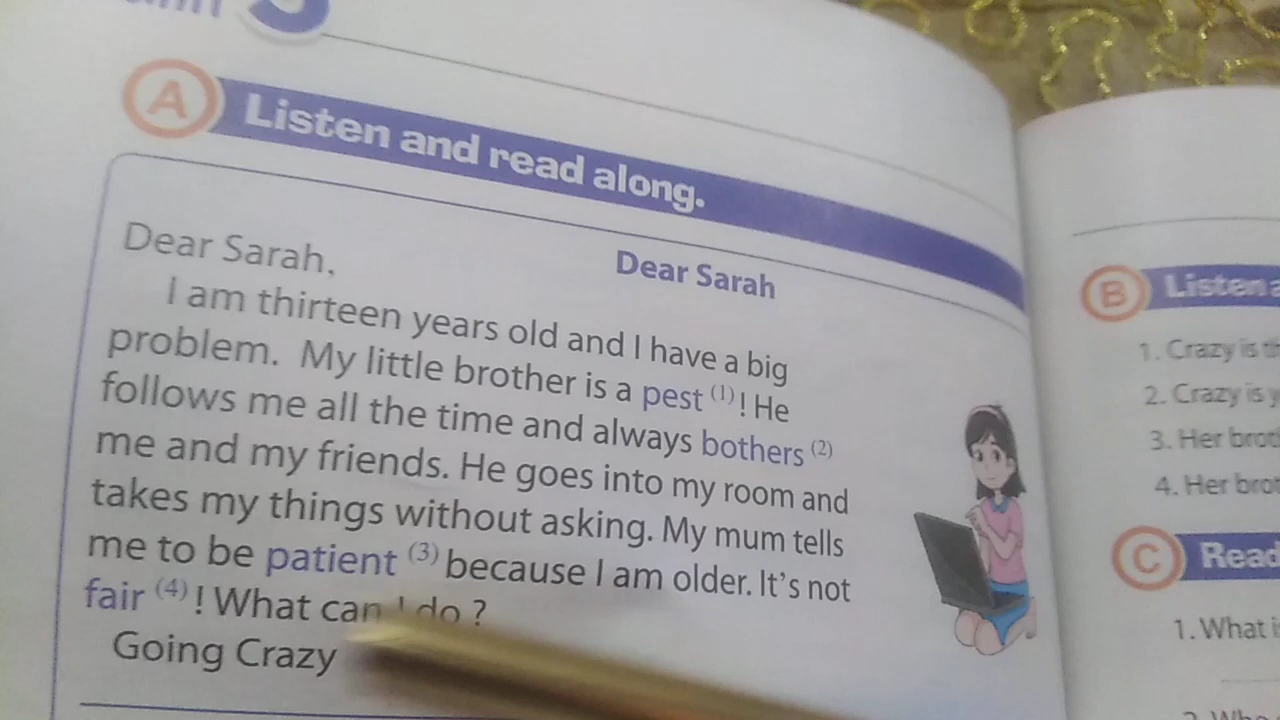 A Listen and read along.
Dear Sarah
Dear Sarah,
I am thirteen years old and I have a big
problem. My little brother is a pest (1) ! He
follows me all the time and always bothers (2)
me and my friends. He goes into my room and
takes my things without asking. My mum tells
me to be patient (3) because I am older. It's not
fair (4) ! What can I do ?
Going Crazy
B Listen
1. Crazy is
2. Crazy is
3. Her
4. Her
C Read
1. What